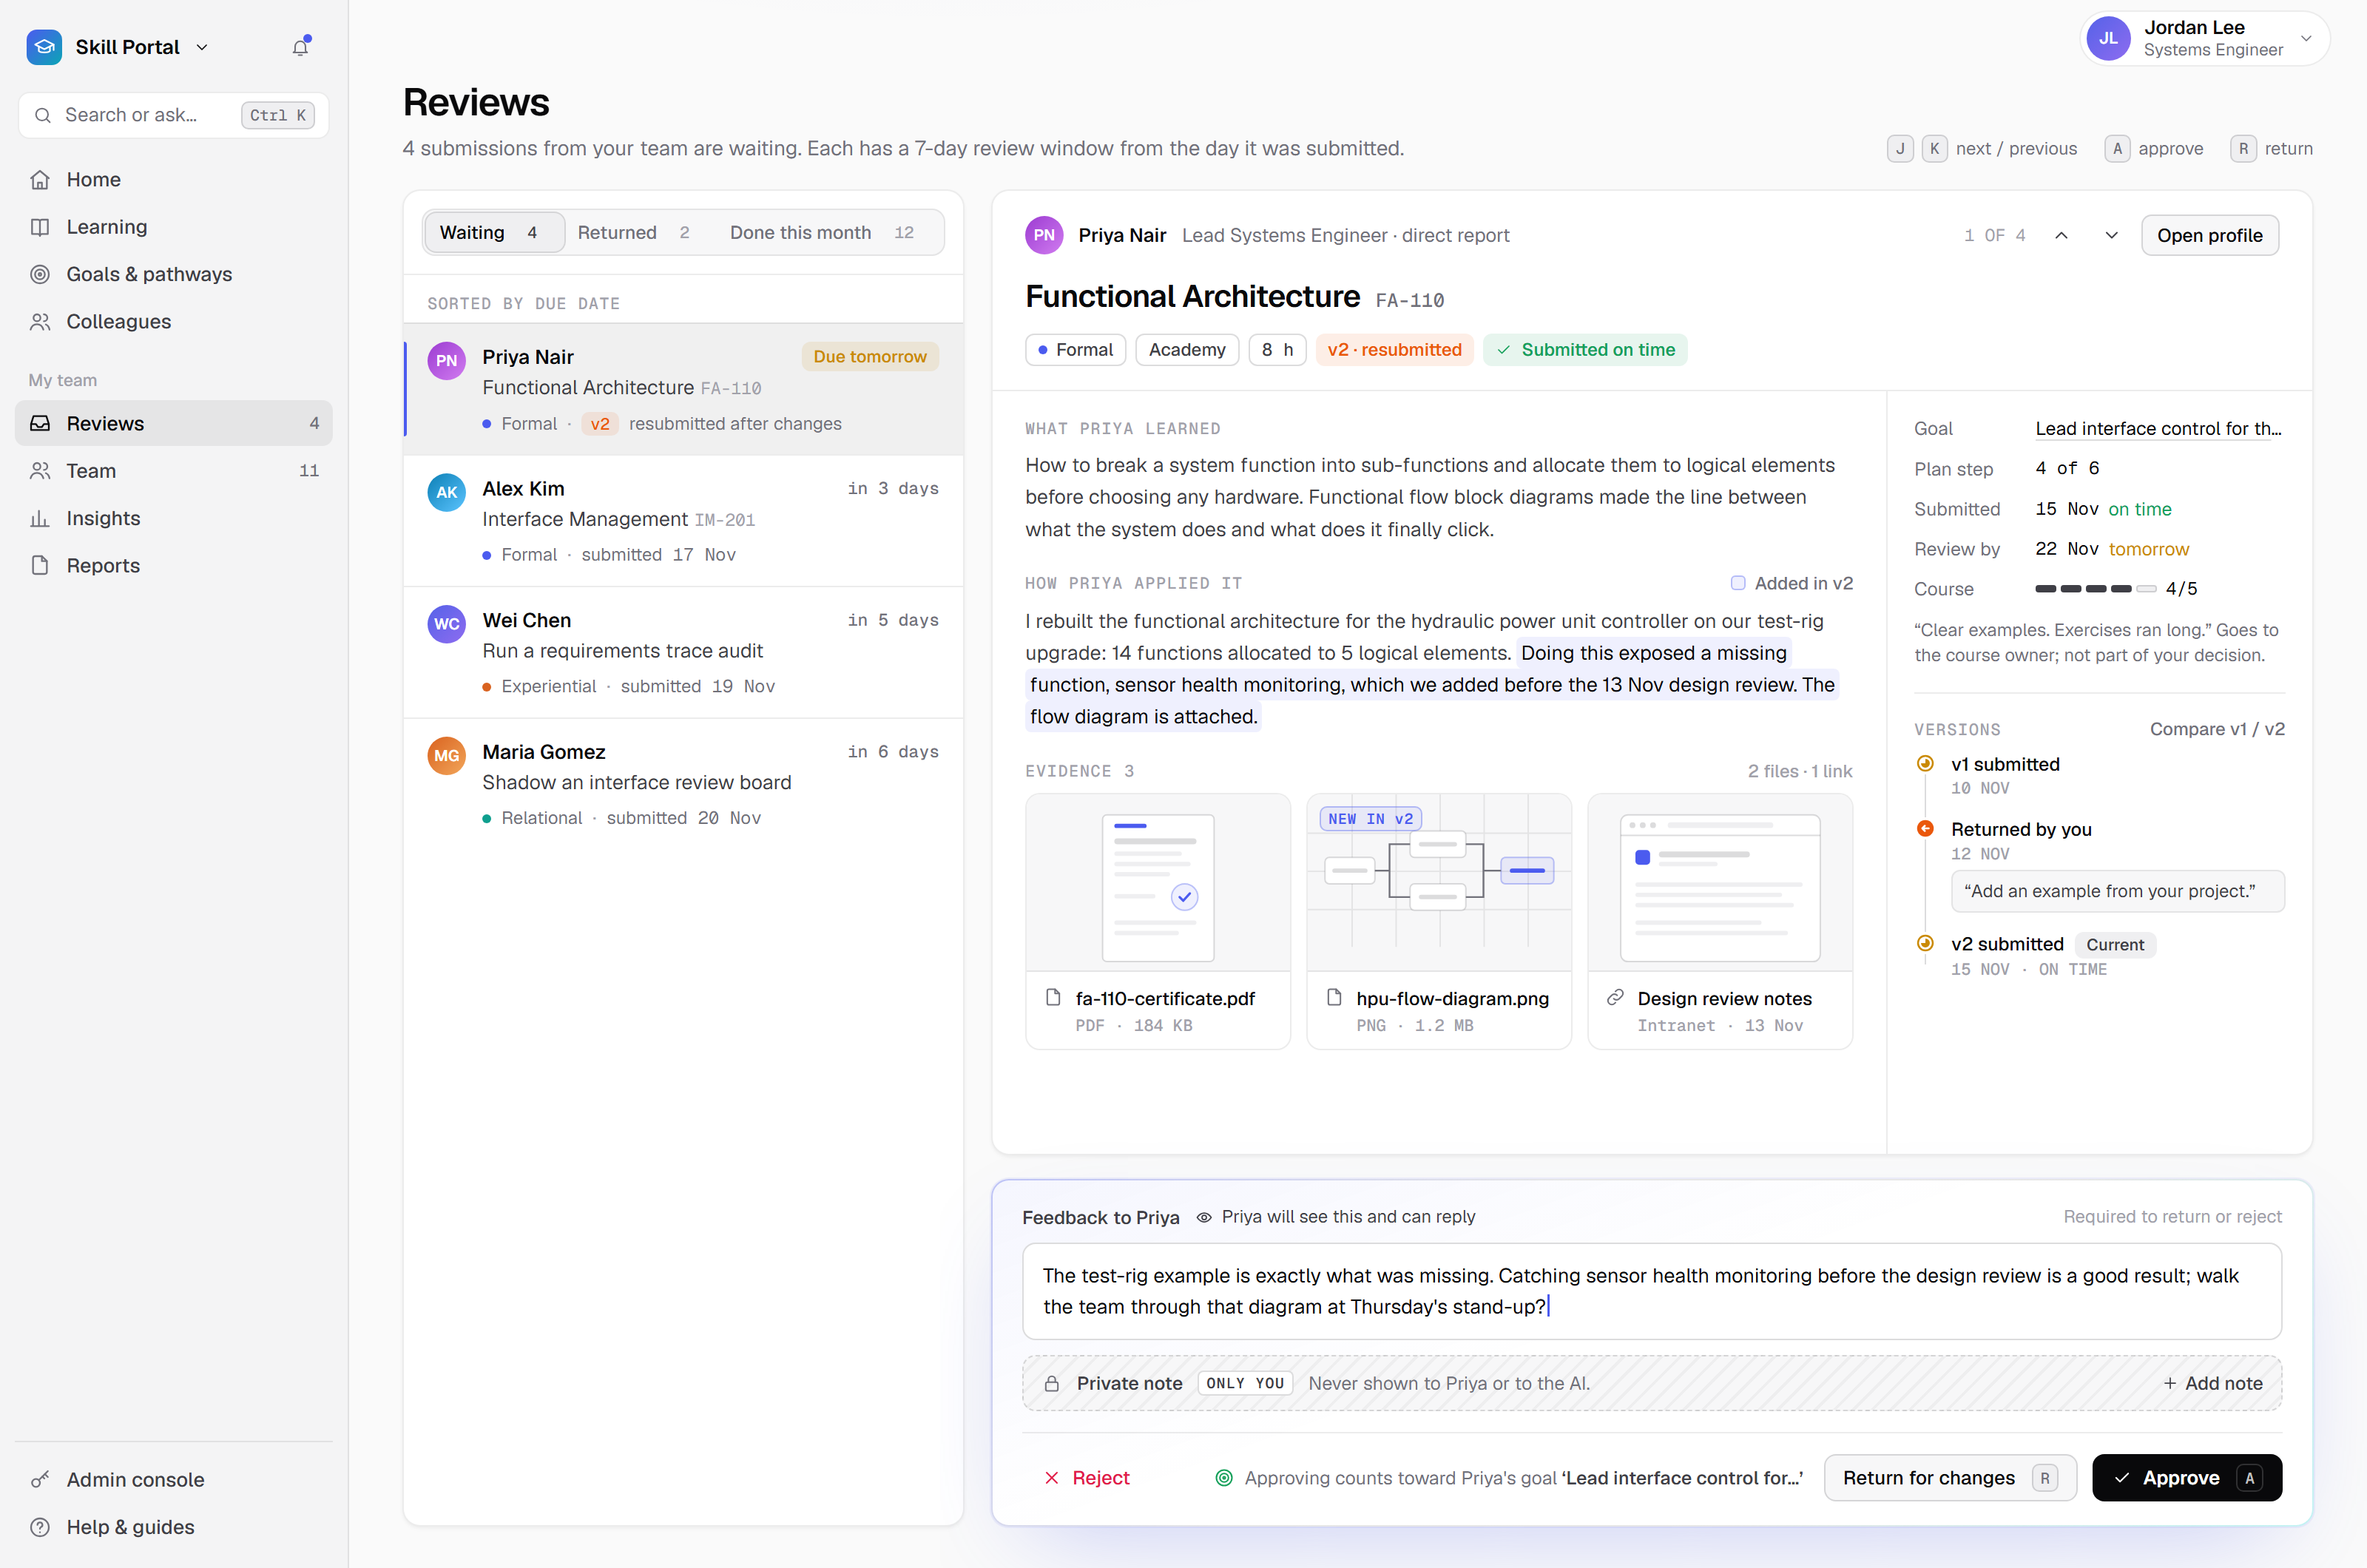 Skill Portal
Search or ask... Ctrl K
Home
Learning
Goals & pathways
Colleagues
My team
Reviews 4
Team 11
Insights
Reports
Admin console
Help & guides
JL Jordan Lee
Systems Engineer
Reviews
4 submissions from your team are waiting. Each has a 7-day review window from the day it was submitted.
J K next / previous A approve R return
Waiting 4 Returned 2 Done this month 12
SORTED BY DUE DATE
PN Priya Nair Due tomorrow
Functional Architecture FA-110
Formal · v2 resubmitted after changes
AK Alex Kim in 3 days
Interface Management IM-201
Formal · submitted 17 Nov
WC Wei Chen in 5 days
Run a requirements trace audit
Experiential · submitted 19 Nov
MG Maria Gomez in 6 days
Shadow an interface review board
Relational · submitted 20 Nov
PN Priya Nair Lead Systems Engineer · direct report 1 OF 4 Open profile
Functional Architecture FA-110
Formal Academy 8 h v2 · resubmitted Submitted on time
WHAT PRIYA LEARNED
How to break a system function into sub-functions and allocate them to logical elements
before choosing any hardware. Functional flow block diagrams made the line between
what the system does and what does it finally click.
HOW PRIYA APPLIED IT Added in v2
I rebuilt the functional architecture for the hydraulic power unit controller on our test-rig
upgrade: 14 functions allocated to 5 logical elements. Doing this exposed a missing
function, sensor health monitoring, which we added before the 13 Nov design review. The
flow diagram is attached.
EVIDENCE 3 2 files · 1 link
NEW IN v2
fa-110-certificate.pdf
PDF · 184 KB
hpu-flow-diagram.png
PNG · 1.2 MB
Design review notes
Intranet · 13 Nov
Goal Lead interface control for th...
Plan step 4 of 6
Submitted 15 Nov on time
Review by 22 Nov tomorrow
Course 4/5
“Clear examples. Exercises ran long.” Goes to
the course owner; not part of your decision.
VERSIONS Compare v1 / v2
v1 submitted
10 NOV
Returned by you
12 NOV
“Add an example from your project.”
v2 submitted Current
15 NOV · ON TIME
Feedback to Priya Priya will see this and can reply Required to return or reject
The test-rig example is exactly what was missing. Catching sensor health monitoring before the design review is a good result; walk
the team through that diagram at Thursday's stand-up?
Private note ONLY YOU Never shown to Priya or to the AI. + Add note
Reject Approving counts toward Priya's goal ‘Lead interface control for...’ Return for changes R Approve A